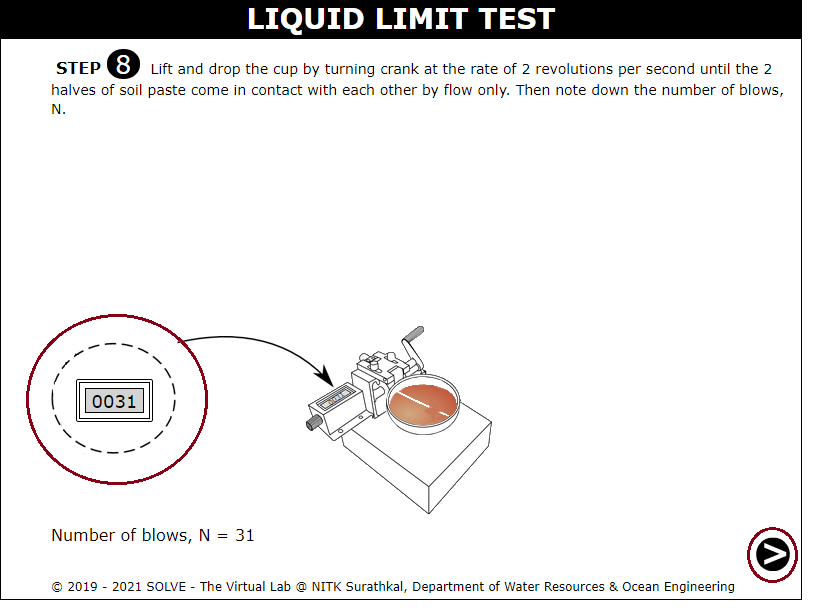 LIQUID LIMIT TEST
STEP 8 Lift and drop the cup by turning crank at the rate of 2 revolutions per second until the 2
halves of soil paste come in contact with each other by flow only. Then note down the number of blows,
N.
0031
Number of blows, N = 31
>
© 2019 - 2021 SOLVE - The Virtual Lab @ NITK Surathkal, Department of Water Resources & Ocean Engineering